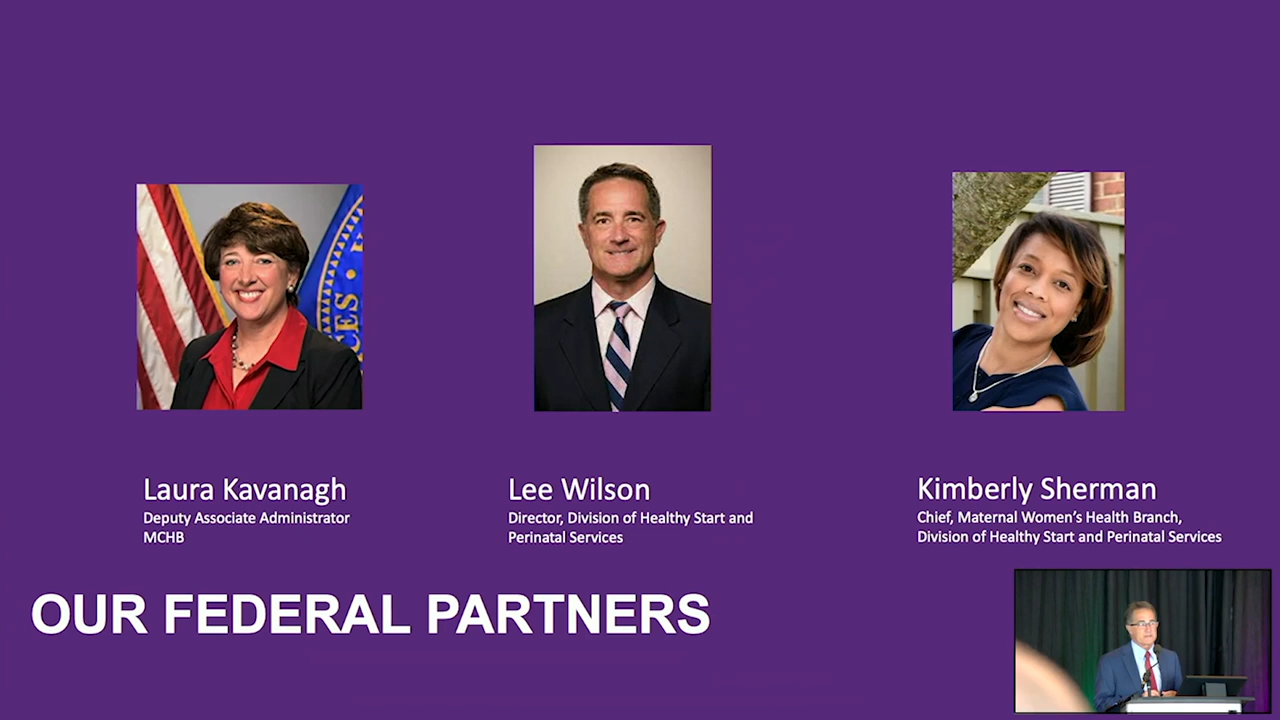 CES
Laura Kavanagh
Deputy Associate Administrator
MCHB
Lee Wilson
Director, Division of Healthy Start and
Perinatal Services
Kimberly Sherman
Chief, Maternal Women's Health Branch,
Division of Healthy Start and Perinatal Services
OUR FEDERAL PARTNERS